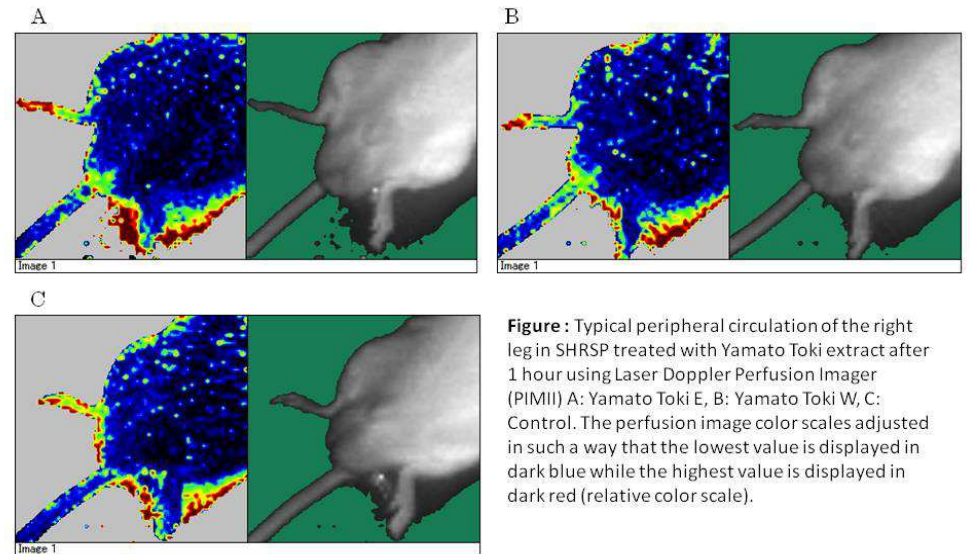 A
B
Image 1
Image 1
C
Image 1
Figure : Typical peripheral circulation of the right
leg in SHRSP treated with Yamato Toki extract after
1 hour using Laser Doppler Perfusion Imager
(PIMII) A: Yamato Toki E, B: Yamato Toki W, C:
Control. The perfusion image color scales adjusted
in such a way that the lowest value is displayed in
dark blue while the highest value is displayed in
dark red (relative color scale).